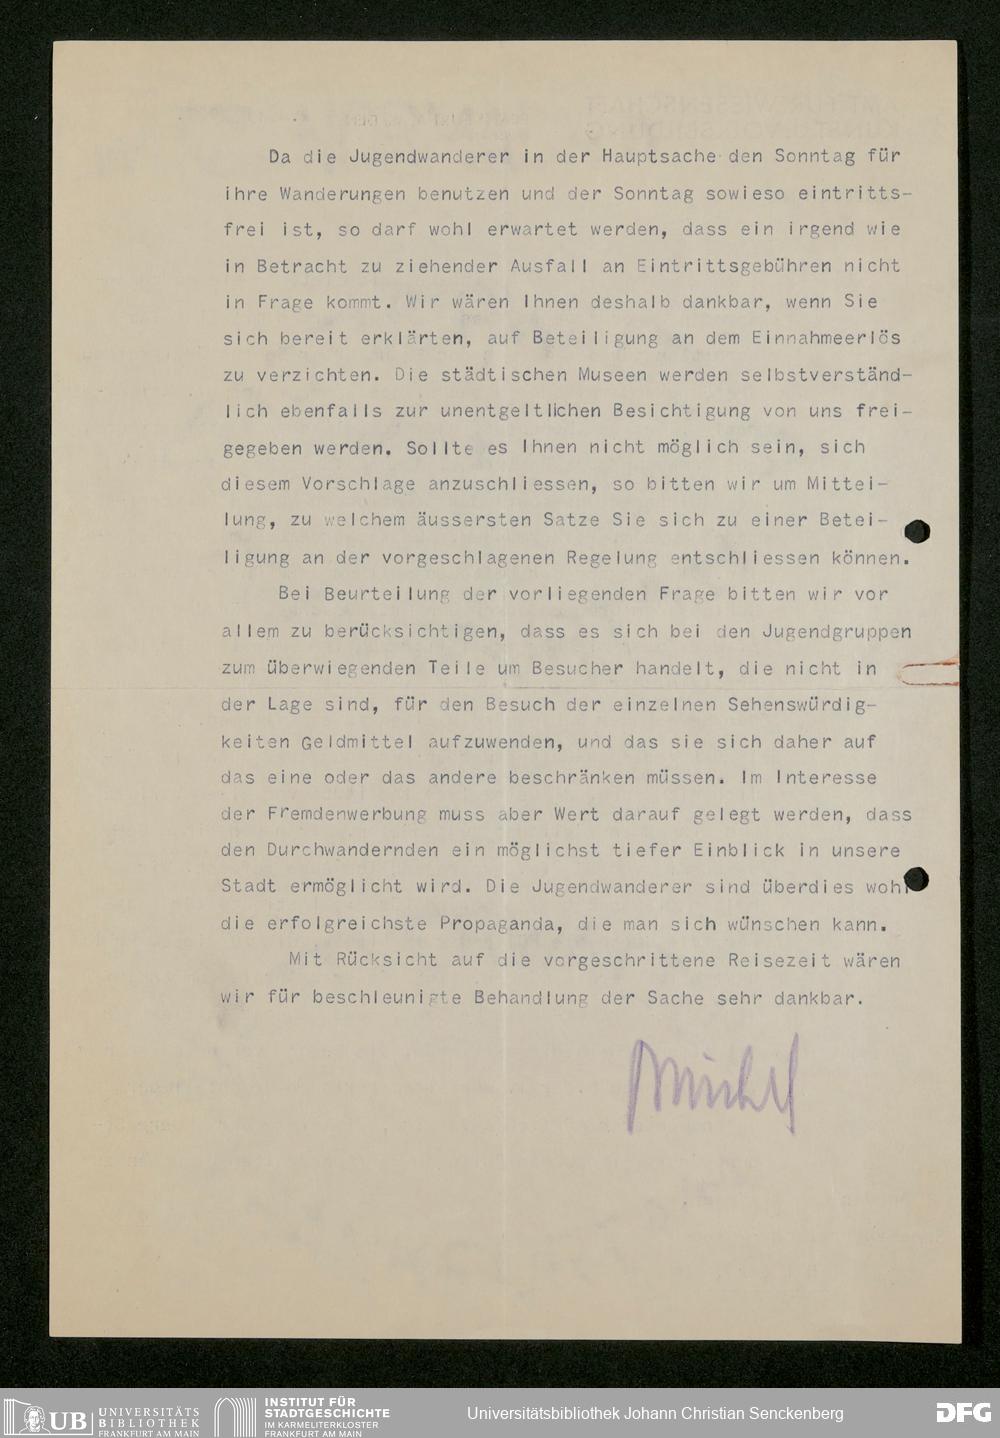 Da die Jugendwanderer in der Hauptsache den Sonntag für
ihre Wanderungen benutzen und der Sonntag sowieso eintritts-
frei ist, so darf wohl erwartet werden, dass ein irgend wie
in Betracht zu ziehender Ausfall an Eintrittsgebühren nicht
in Frage kommt. Wir wären Ihnen deshalb dankbar, wenn Sie
sich bereit erklärten, auf Beteiligung an dem Einnahmeerlös
zu verzichten. Die städtischen Museen werden selbstverständ-
lich ebenfalls zur unentgeltlichen Besichtigung von uns frei-
gegeben werden. Sollte es Ihnen nicht möglich sein, sich
diesem Vorschlage anzuschliessen, so bitten wir um Mittei-
lung, zu welchem äussersten Satze Sie sich zu einer Betei-
ligung an der vorgeschlagenen Regelung entschliessen können.
Bei Beurteilung der vorliegenden Frage bitten wir vor
allem zu berücksichtigen, dass es sich bei den Jugendgruppen
zum überwiegenden Teile um Besucher handelt, die nicht in
der Lage sind, für den Besuch der einzelnen Sehenswürdig-
keiten Geldmittel aufzuwenden, und das sie sich daher auf
das eine oder das andere beschränken müssen. Im Interesse
der Fremdenwerbung muss aber Wert darauf gelegt werden, dass
den Durchwandernden ein möglichst tiefer Einblick in unsere
Stadt ermöglicht wird. Die Jugendwanderer sind überdies wohl
die erfolgreichste Propaganda, die man sich wünschen kann.
Mit Rücksicht auf die vorgeschrittene Reisezeit wären
wir für beschleunigte Behandlung der Sache sehr dankbar.
Michel
UB UNIVERSITÄTS
BIBLIOTHEK
FRANKFURT AM MAIN
INSTITUT FÜR
STADTGESCHICHTE
IM KARMELITERKLOSTER
FRANKFURT AM MAIN
Universitätsbibliothek Johann Christian Senckenberg
DFG